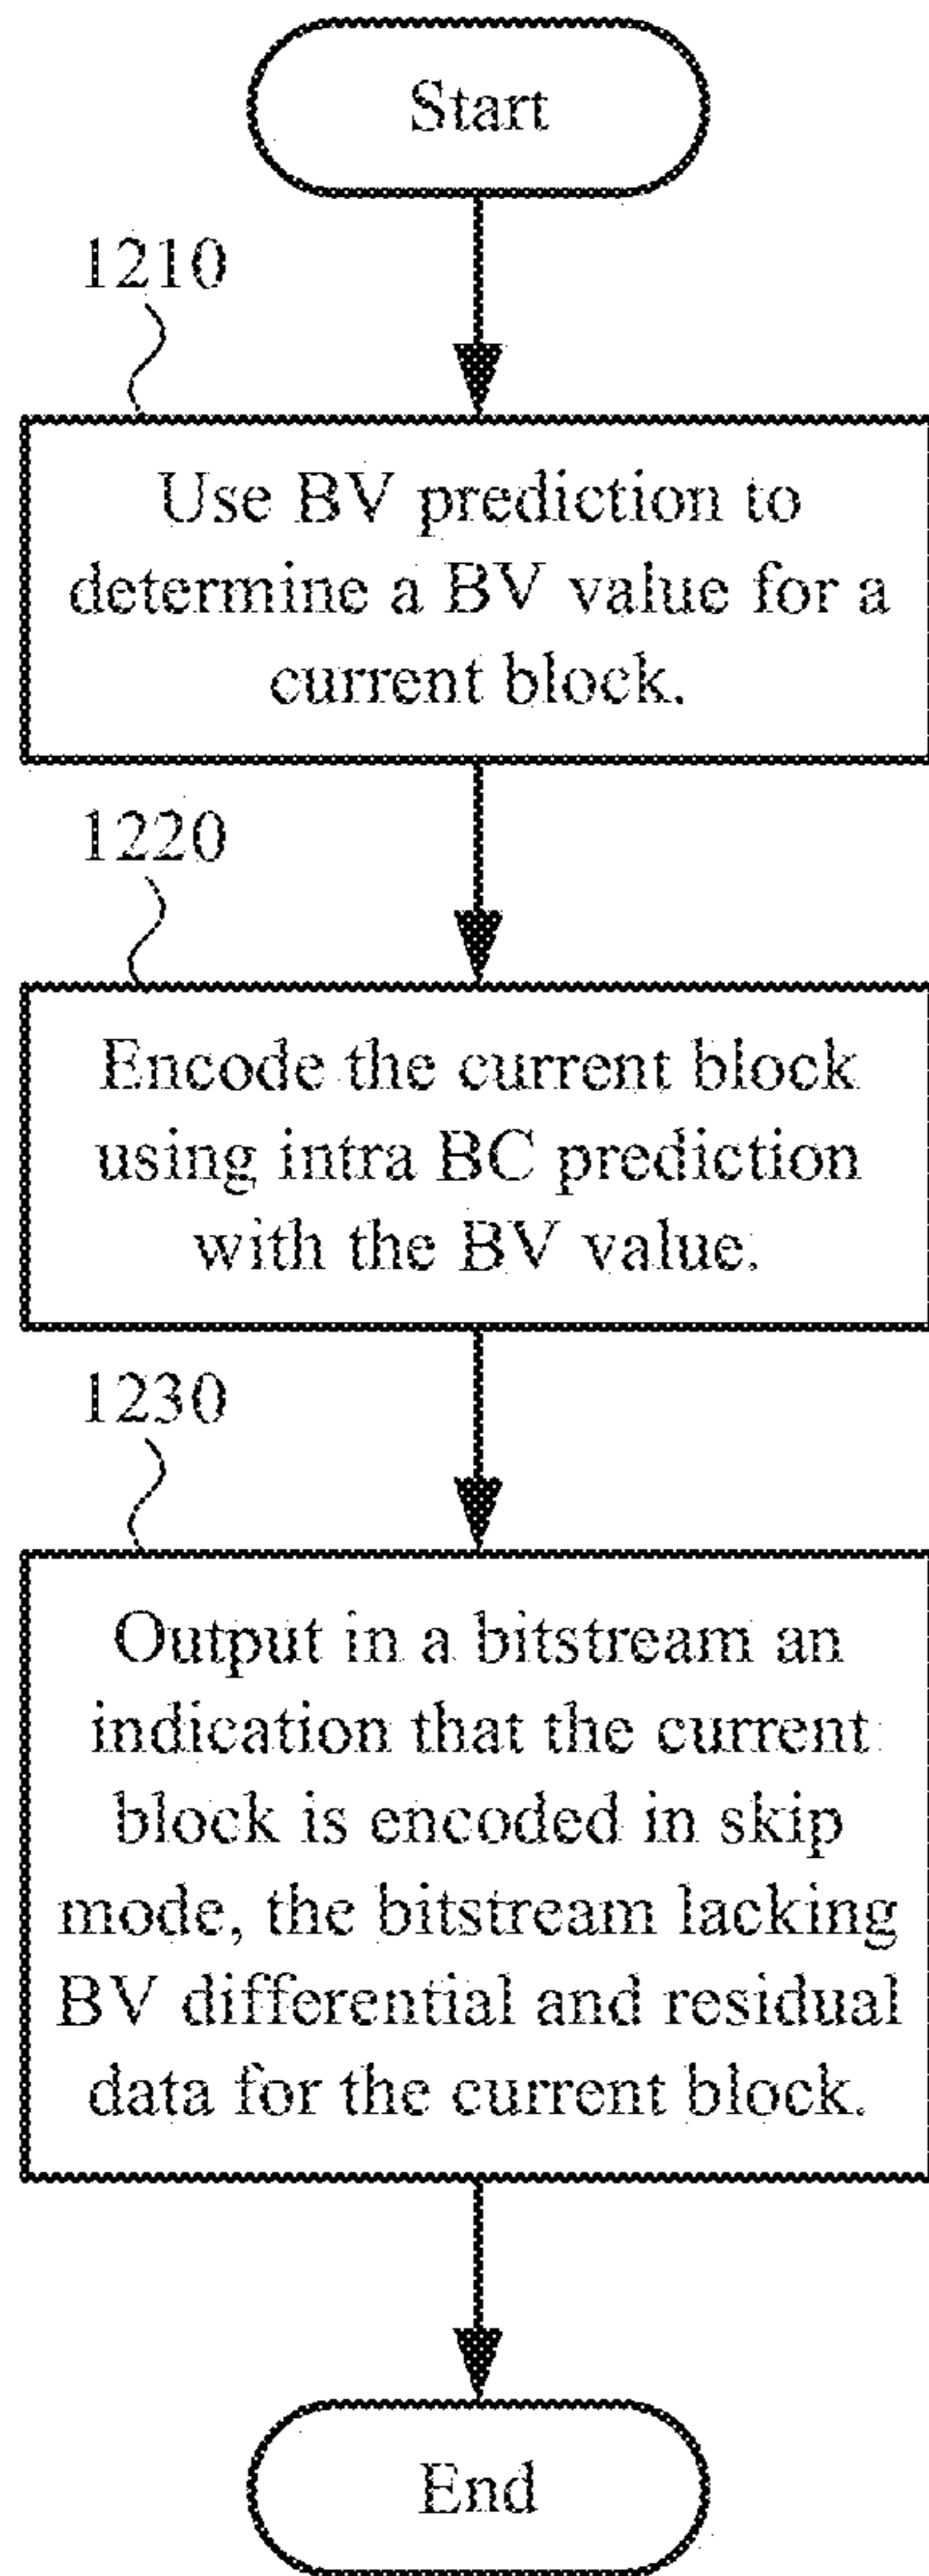 Start
1210
Use BV prediction to
determine a BV value for a
current block.
1220
Encode the current block
using intra BC prediction
with the BV value.
1230
Output in a bitstream an
indication that the current
block is encoded in skip
mode, the bitstream lacking
BV differential and residual
data for the current block.
End